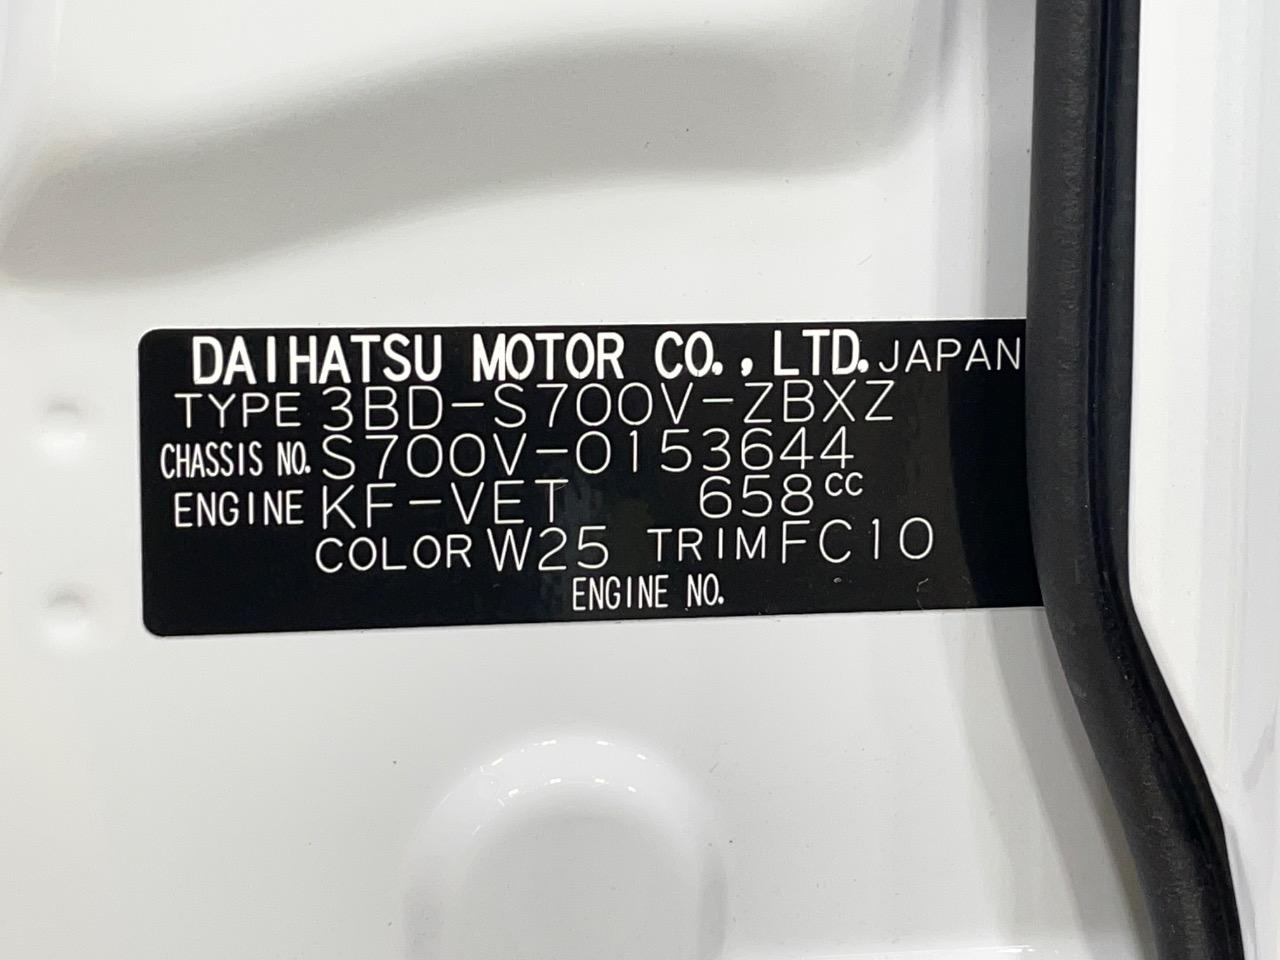 DAIHATSU MOTOR CO., LTD. JAPAN
TYPE 3BD-S700V-ZBXZ
CHASSIS NO. S700V-0153644
ENGINE KF-VET 658cc
COLOR W25 TRIM FC10
ENGINE NO.